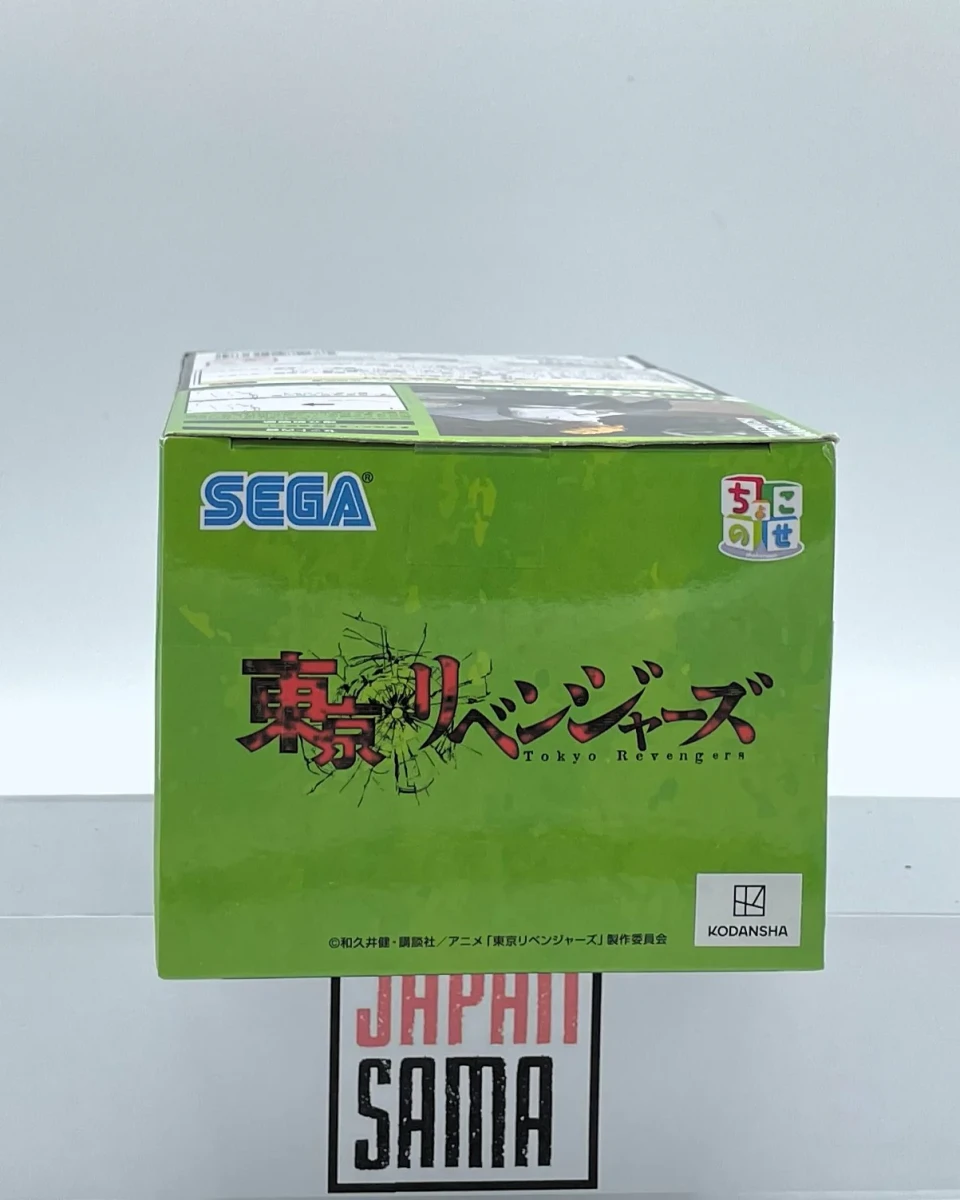 SEGA®
ちょこのせ
東京リベンジャーズ
Tokyo Revengers
KODANSHA
©和久井健・講談社／アニメ「東京リベンジャーズ」製作委員会
JAPAN
SAMA